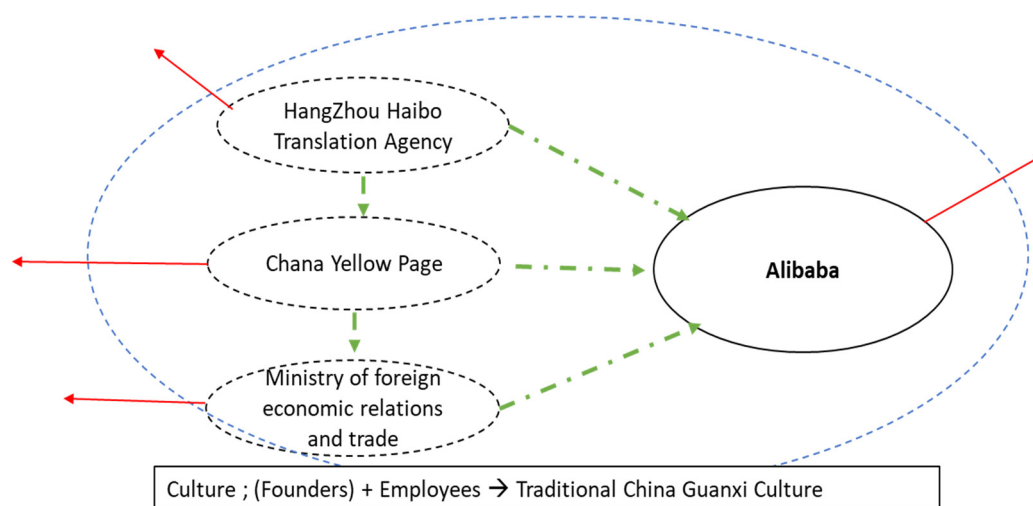 HangZhou Haibo
Translation Agency
Chana Yellow Page
Alibaba
Ministry of foreign
economic relations
and trade
Culture ; (Founders) + Employees → Traditional China Guanxi Culture